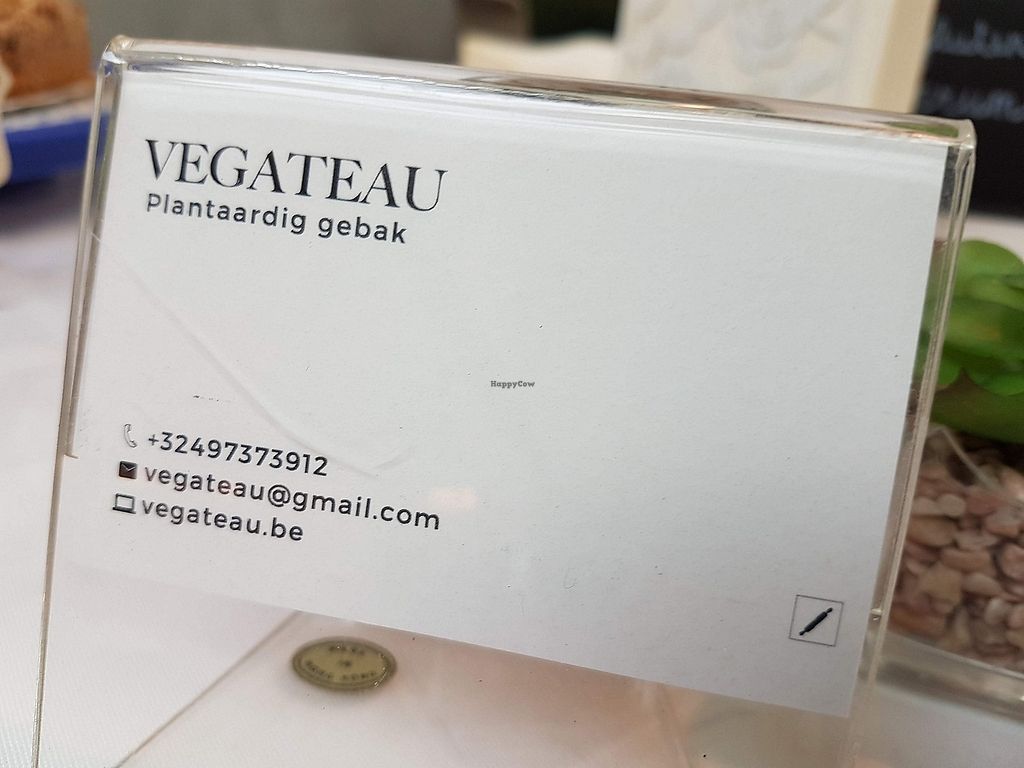 VEGATEAU
Plantaardig gebak
HappyCow
+32497373912
vegateau@gmail.com
vegateau.be